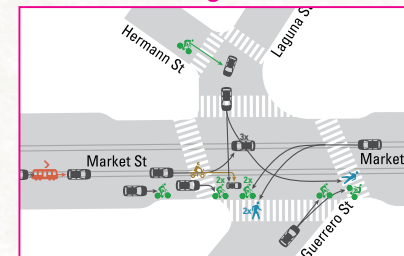 Hermann St
Laguna St
3x
Market St
Market
2x
2x
2x
2x
Guerrero St